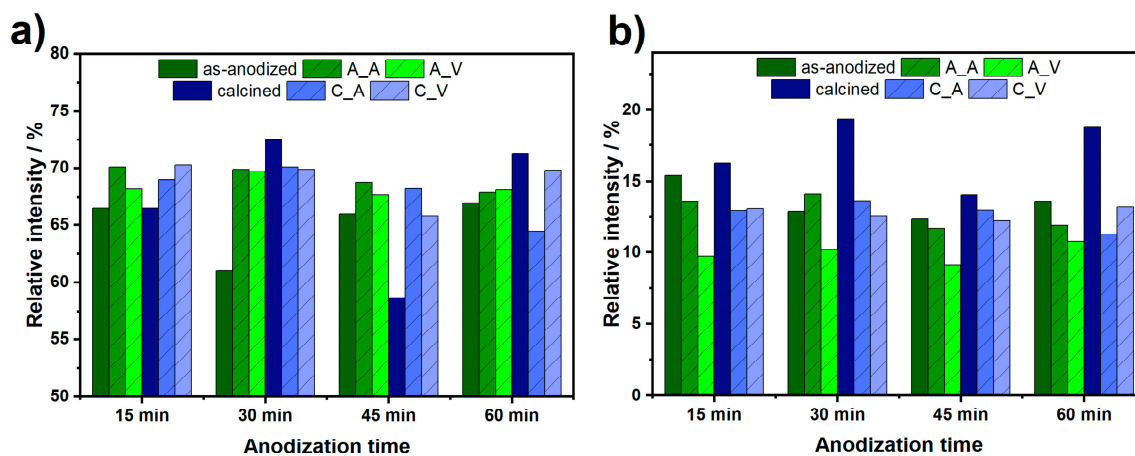 a)
Relative intensity / %
80
75
70
65
60
55
50
as-anodized A_A A_V
calcined C_A C_V
15 min 30 min 45 min 60 min
Anodization time
b)
Relative intensity / %
20
15
10
5
0
as-anodized A_A A_V
calcined C_A C_V
15 min 30 min 45 min 60 min
Anodization time